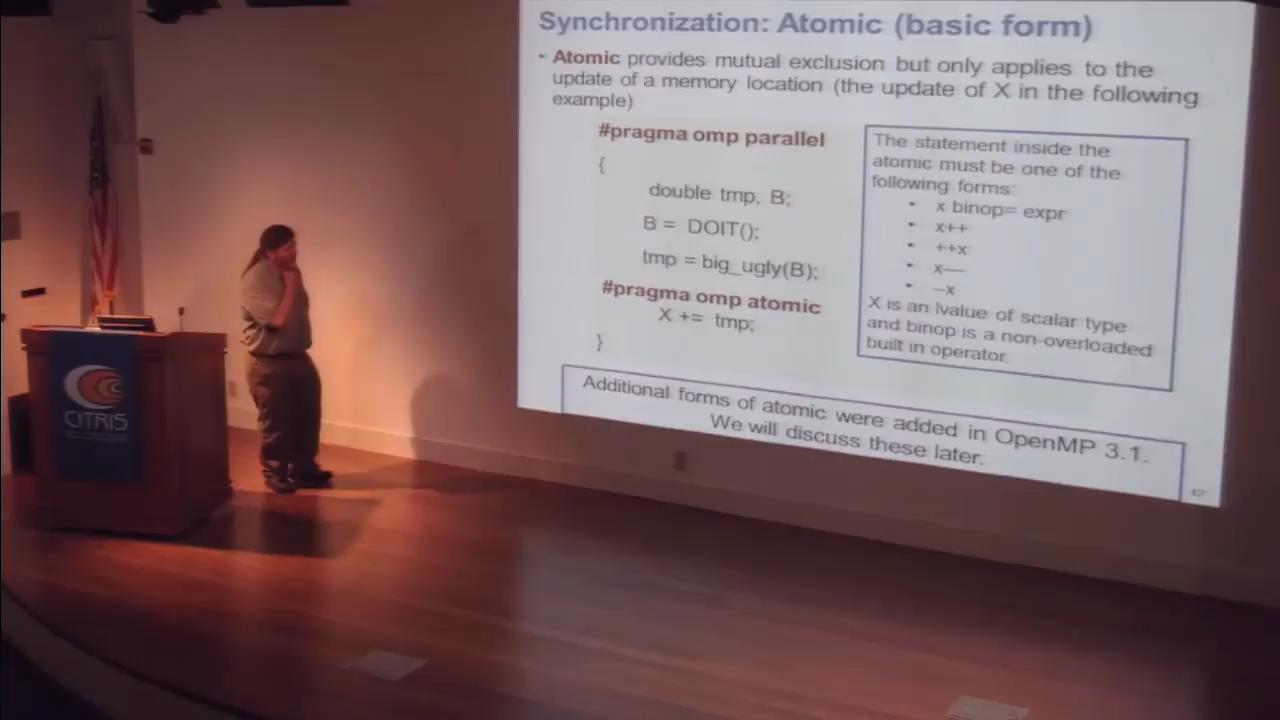 Synchronization: Atomic (basic form)
• Atomic provides mutual exclusion but only applies to the
update of a memory location (the update of X in the following
example)
#pragma omp parallel
{
double tmp, B;
B = DOIT();
tmp = big_ugly(B);
#pragma omp atomic
X += tmp;
}
The statement inside the
atomic must be one of the
following forms:
• x binop= expr
• x++
• ++x
• x—
• –x
X is an lvalue of scalar type
and binop is a non-overloaded
built in operator.
Additional forms of atomic were added in OpenMP 3.1.
We will discuss these later.
CITRIS